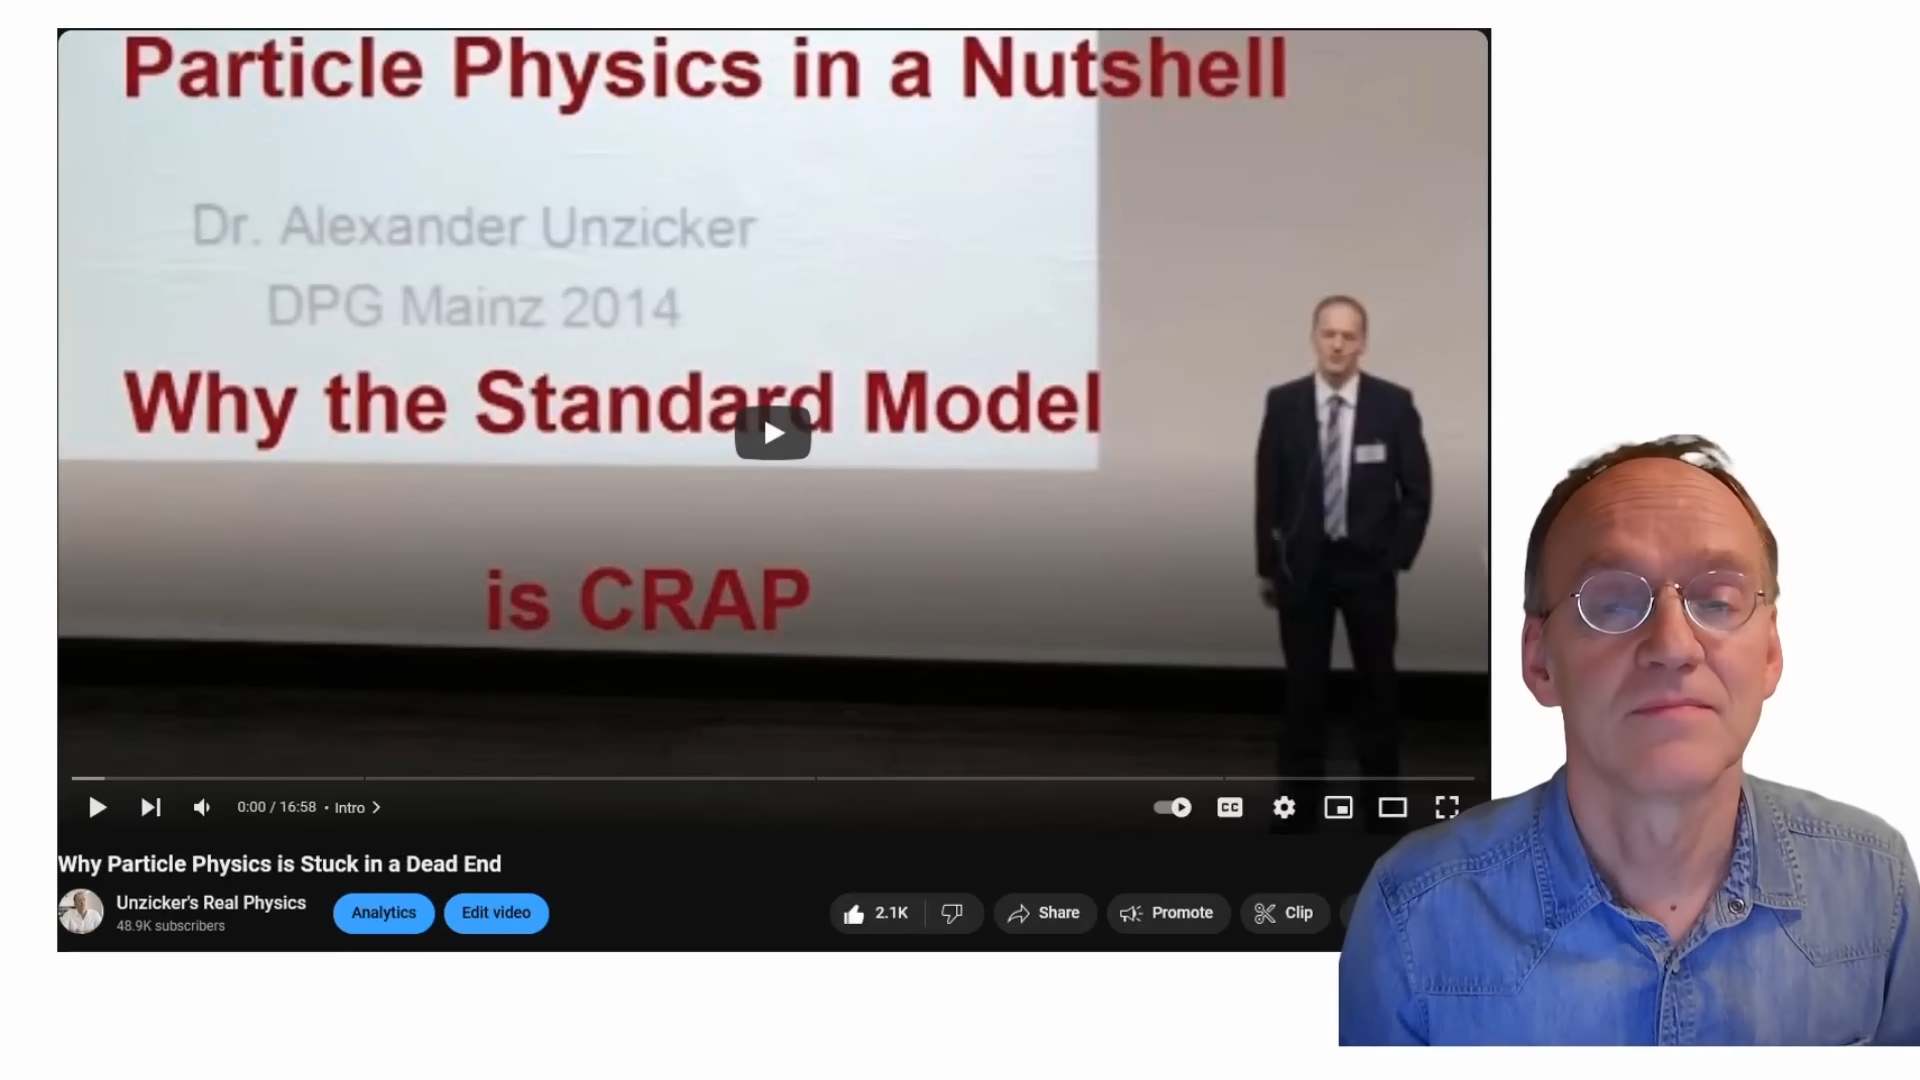 Particle Physics in a Nutshell
Dr. Alexander Unzicker
DPG Mainz 2014
Why the Standard Model
is CRAP
0:00 / 16:58 • Intro
CC
Why Particle Physics is Stuck in a Dead End
Unzicker's Real Physics
48.9K subscribers
Analytics
Edit video
2.1K
Share
Promote
Clip